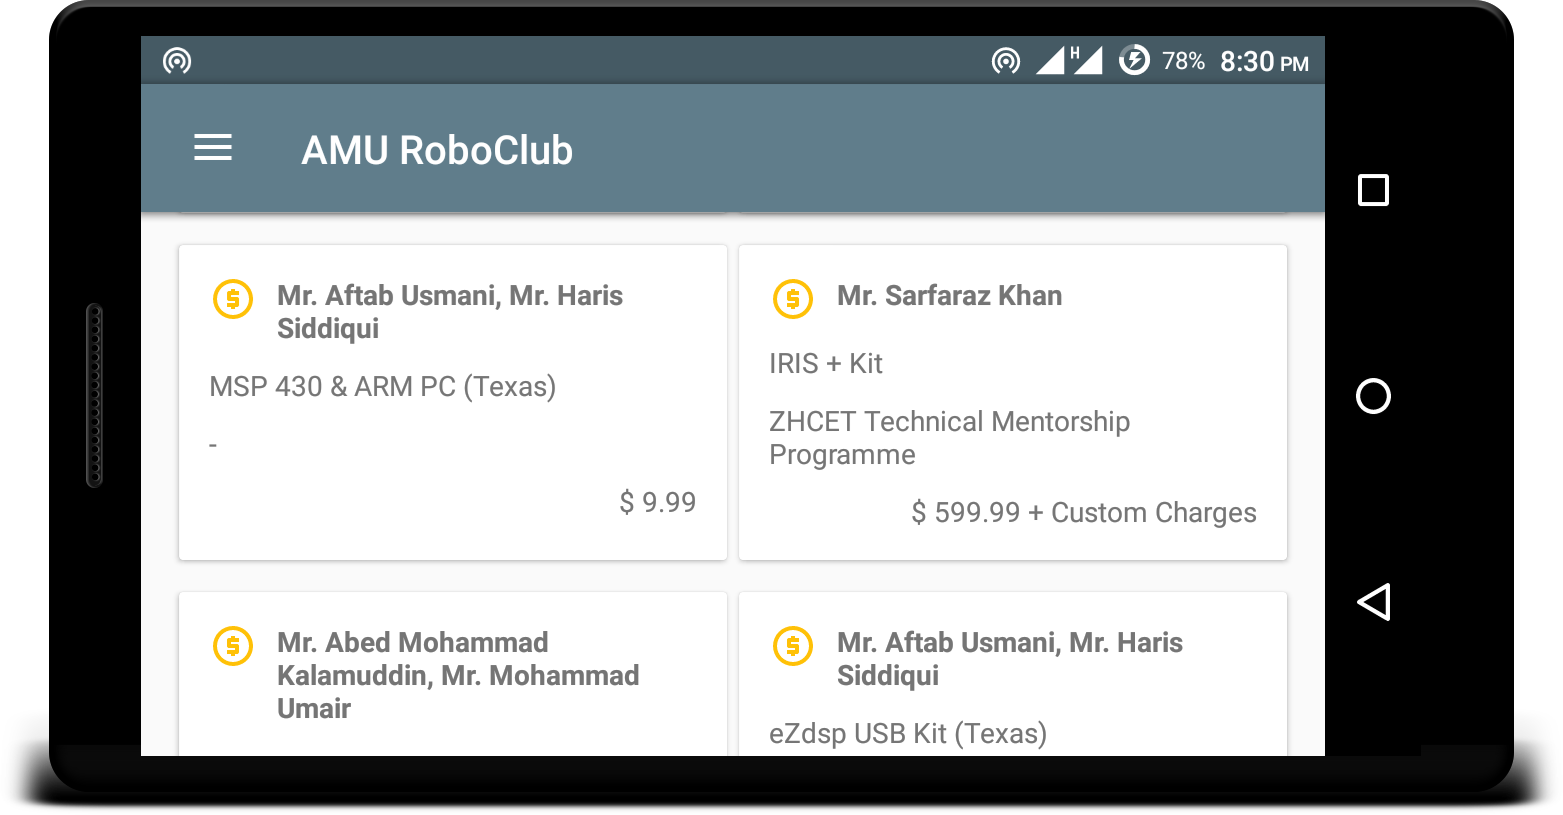 H 78% 8:30 PM
AMU RoboClub
Mr. Aftab Usmani, Mr. Haris
Siddiqui
MSP 430 & ARM PC (Texas)
-
$ 9.99
Mr. Sarfaraz Khan
IRIS + Kit
ZHCET Technical Mentorship
Programme
$ 599.99 + Custom Charges
Mr. Abed Mohammad
Kalamuddin, Mr. Mohammad
Umair
Mr. Aftab Usmani, Mr. Haris
Siddiqui
eZdsp USB Kit (Texas)